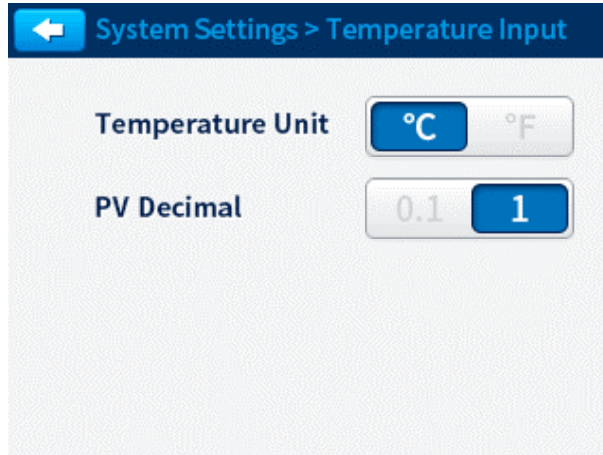 System Settings > Temperature Input
Temperature Unit °C °F
PV Decimal 0.1 1